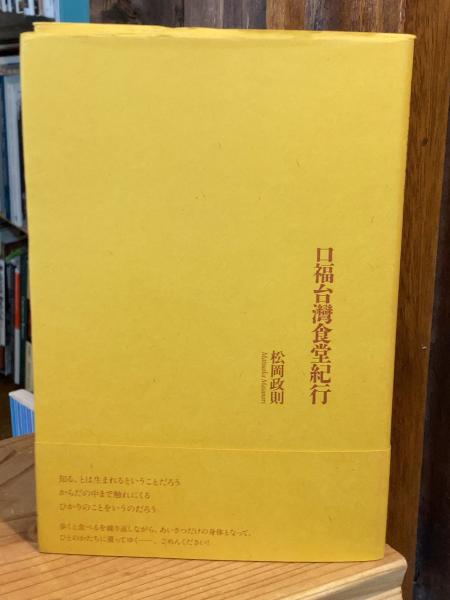 口福台灣食堂紀行
松岡政則
Matsuoka Masanori
知る、とは生まれるということだろう
からだの中まで触れにくる
ひかりのことをいうのだろう
歩くと食べるを繰り返しながら、あいさつだけの身体となって、
ひとのかたちに還ってゆく——。ごめんください!